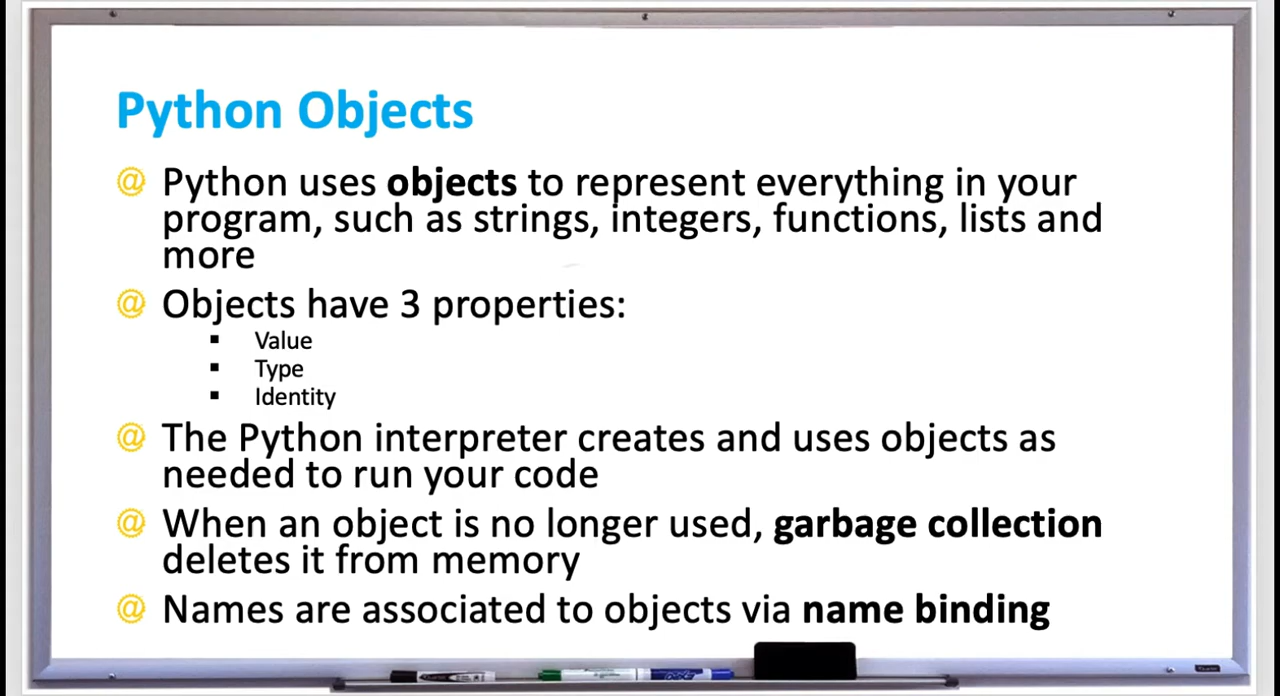 Python Objects
@ Python uses objects to represent everything in your
program, such as strings, integers, functions, lists and
more
@ Objects have 3 properties:
▪ Value
▪ Type
▪ Identity
@ The Python interpreter creates and uses objects as
needed to run your code
@ When an object is no longer used, garbage collection
deletes it from memory
@ Names are associated to objects via name binding